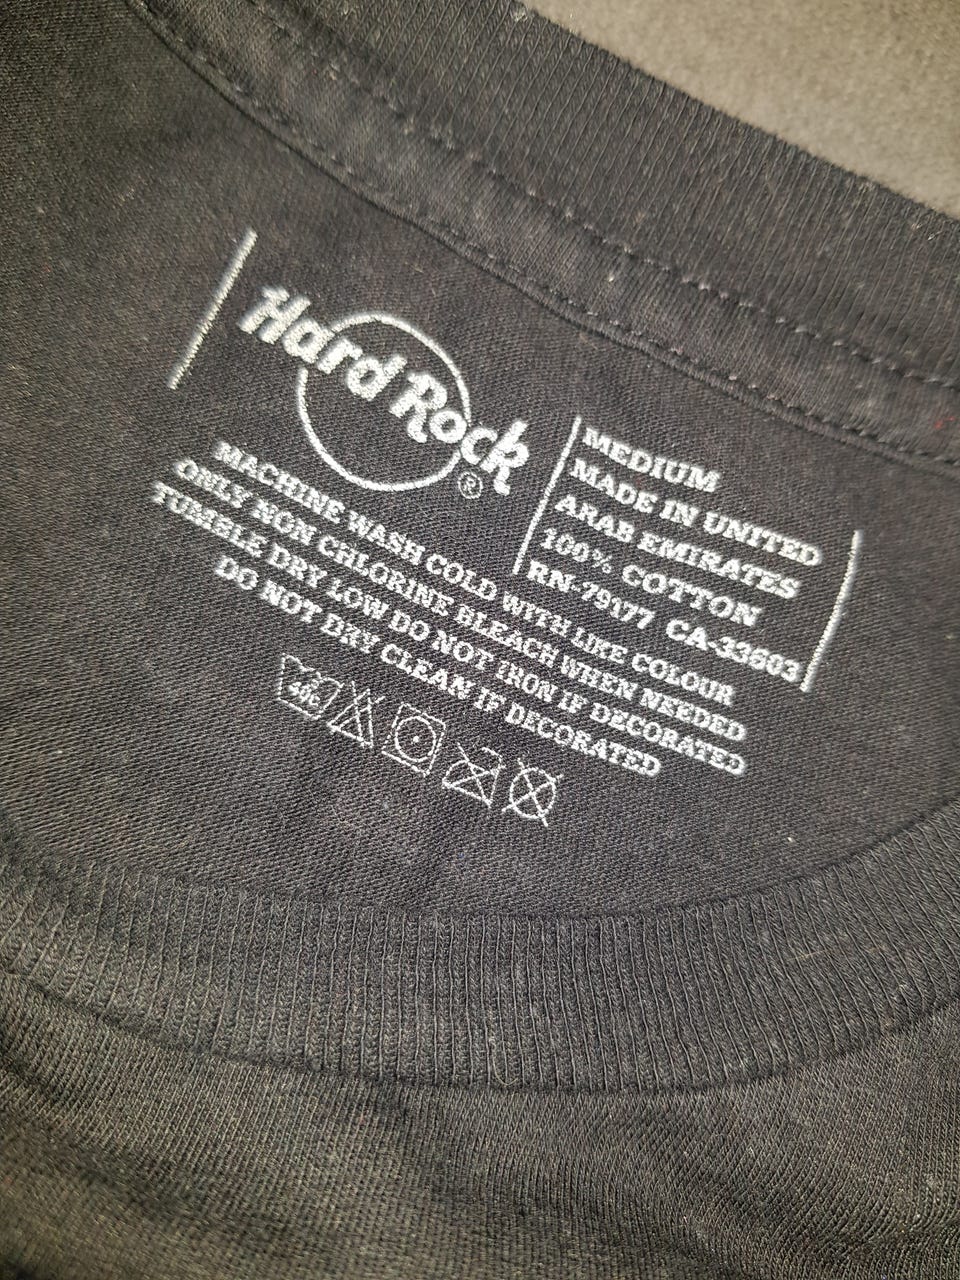 Hard Rock
®
MEDIUM
MADE IN UNITED
ARAB EMIRATES
100% COTTON
RN-79177 CA-33603
MACHINE WASH COLD WITH LIKE COLOUR
ONLY NON CHLORINE BLEACH WHEN NEEDED
TUMBLE DRY LOW DO NOT IRON IF DECORATED
DO NOT DRY CLEAN IF DECORATED
40C